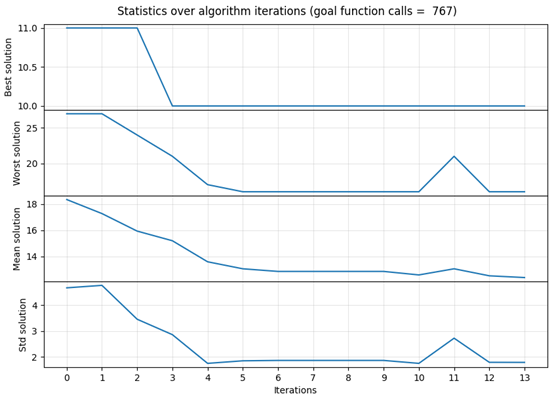 Statistics over algorithm iterations (goal function calls =  767)
Best solution
11.0
10.5
10.0
Worst solution
25
20
Mean solution
18
16
14
Std solution
4
3
2
0 1 2 3 4 5 6 7 8 9 10 11 12 13
Iterations